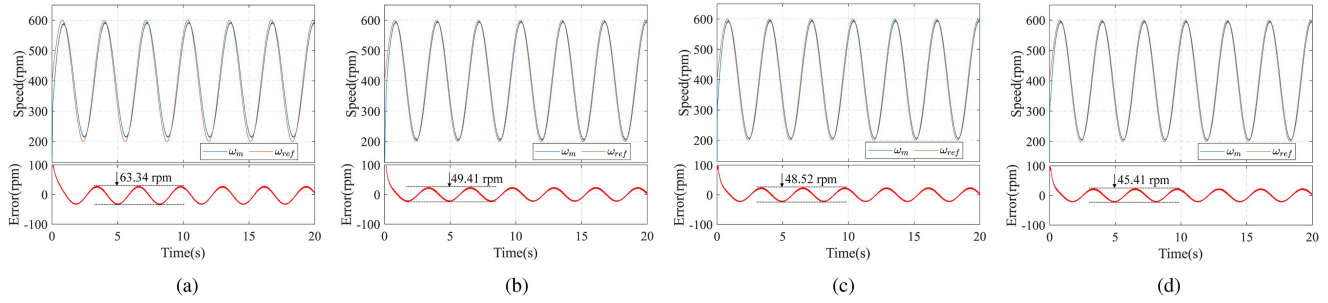 600
500
400
300
200
Speed(rpm)
ω_m ω_ref
100
0
-100
Error(rpm)
63.34 rpm
0 5 10 15 20
Time(s)
(a)
600
500
400
300
200
Speed(rpm)
ω_m ω_ref
100
0
-100
Error(rpm)
49.41 rpm
0 5 10 15 20
Time(s)
(b)
600
500
400
300
200
Speed(rpm)
ω_m ω_ref
100
0
-100
Error(rpm)
48.52 rpm
0 5 10 15 20
Time(s)
(c)
600
500
400
300
200
Speed(rpm)
ω_m ω_ref
100
0
-100
Error(rpm)
45.41 rpm
0 5 10 15 20
Time(s)
(d)